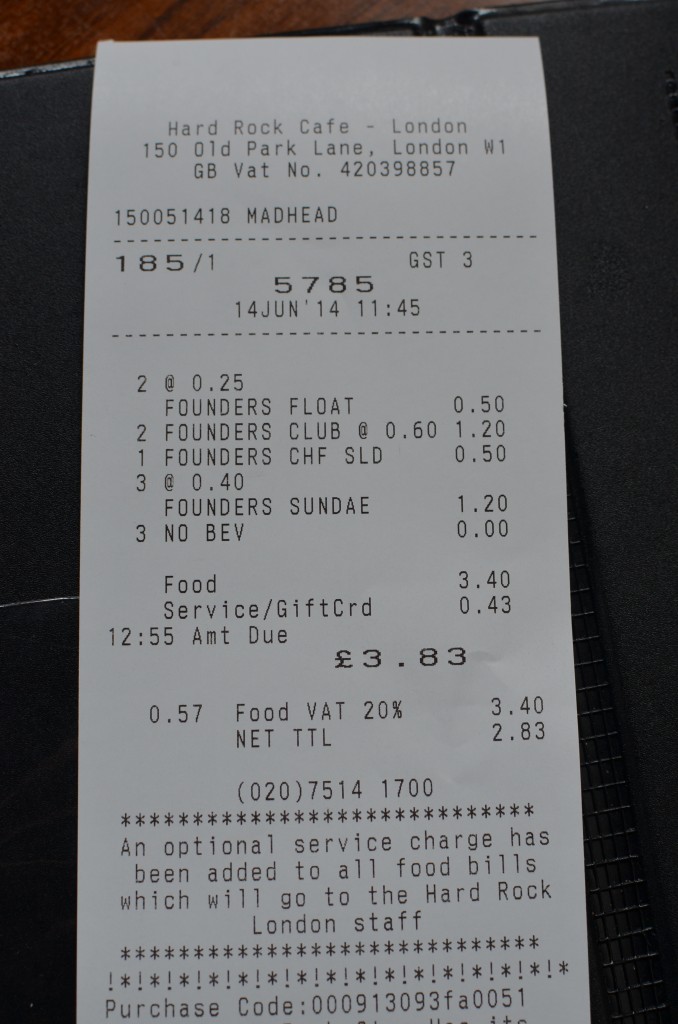 Hard Rock Cafe - London
150 Old Park Lane, London W1
GB Vat No. 420398857
150051418 MADHEAD
--------------------------------
185/1 GST 3
5785
14JUN'14 11:45
--------------------------------
2 @ 0.25
FOUNDERS FLOAT 0.50
2 FOUNDERS CLUB @ 0.60 1.20
1 FOUNDERS CHF SLD 0.50
3 @ 0.40
FOUNDERS SUNDAE 1.20
3 NO BEV 0.00
Food 3.40
Service/GiftCrd 0.43
12:55 Amt Due
£3.83
0.57 Food VAT 20% 3.40
NET TTL 2.83
(020)7514 1700
*****************************
An optional service charge has
been added to all food bills
which will go to the Hard Rock
London staff
*****************************
!*!*!*!*!*!*!*!*!*!*!*!*!*!*!*!*
Purchase Code:000913093fa0051